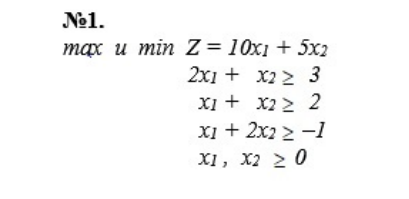 №1.
max и min Z = 10x1 + 5x2
2x1 + x2 ≥ 3
x1 + x2 ≥ 2
x1 + 2x2 ≥ −1
x1 , x2 ≥ 0